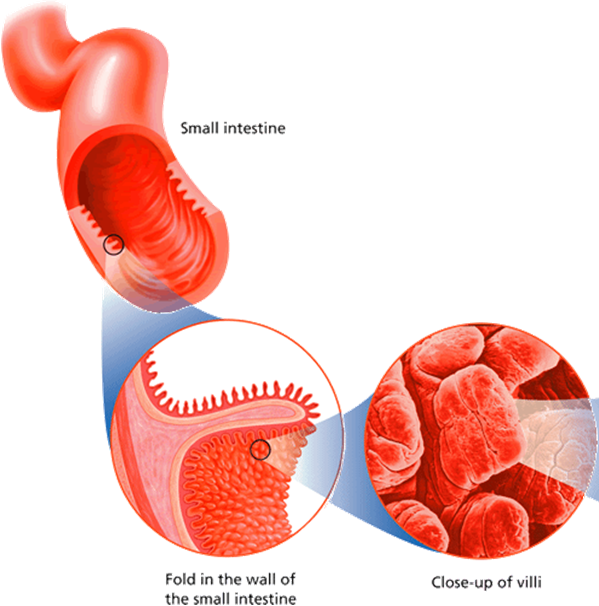 Small intestine
Fold in the wall of
the small intestine
Close-up of villi